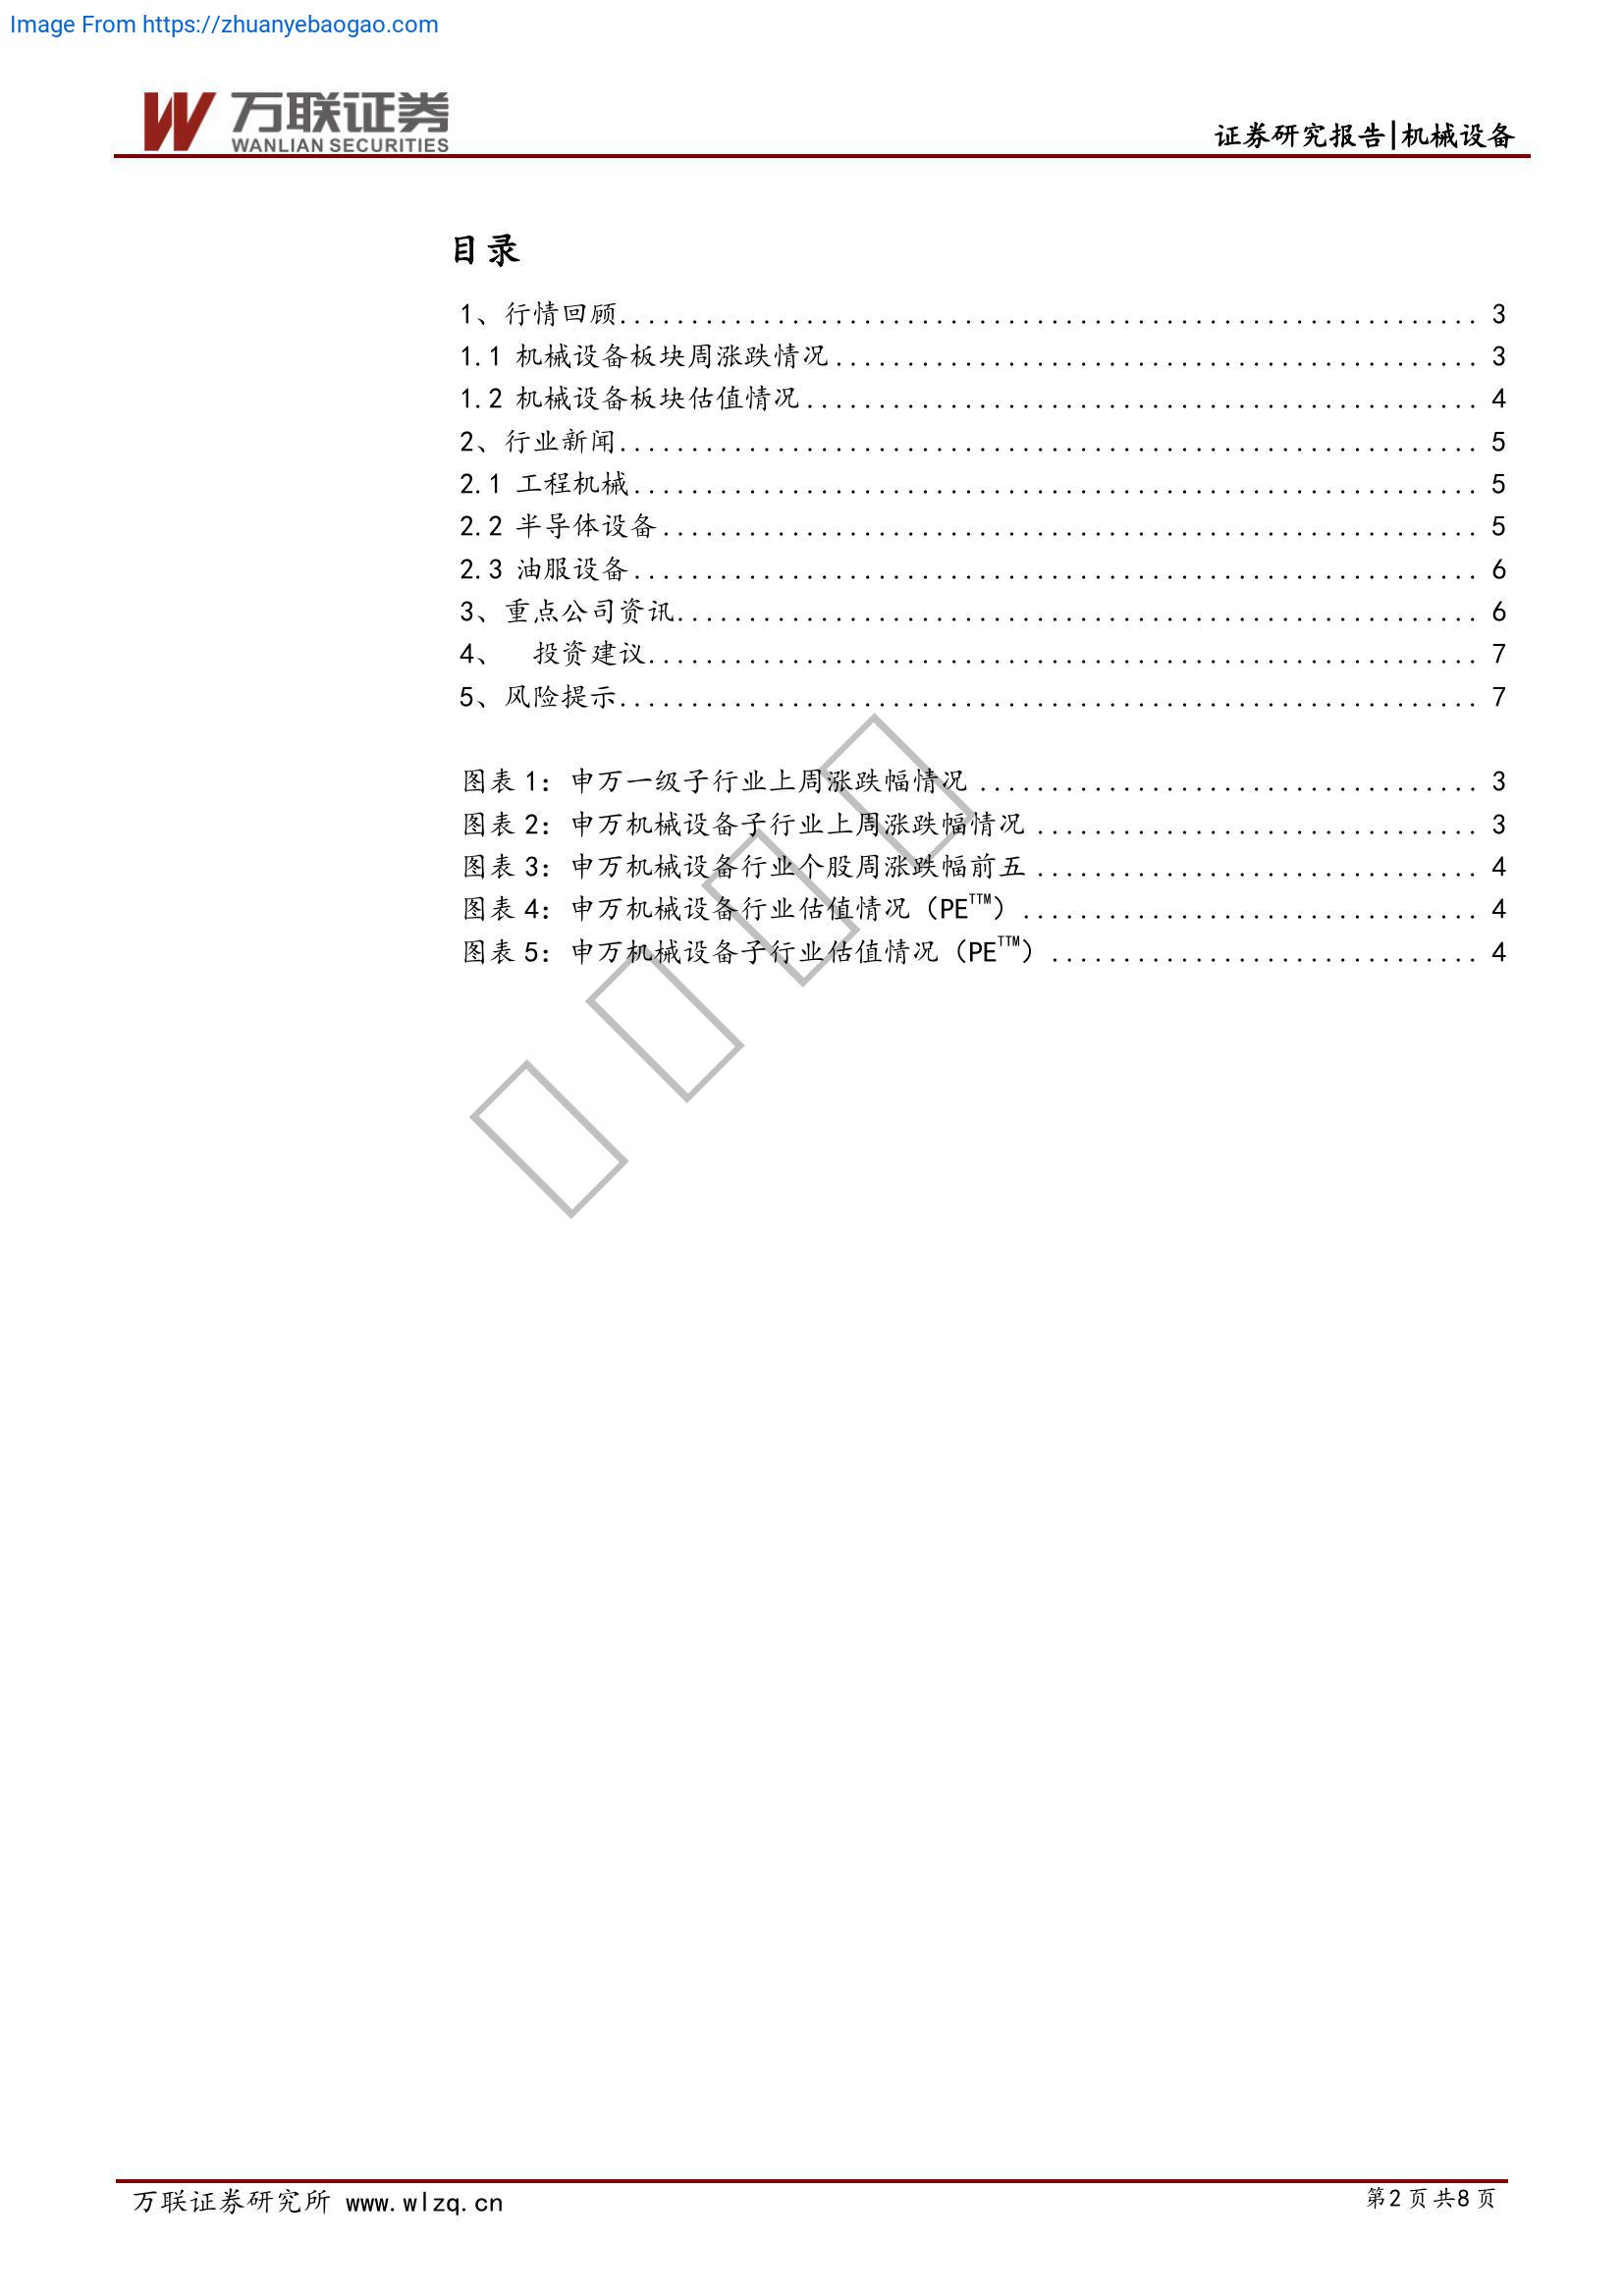 Image From https://zhuanyebaogao.com
万联证券
WANLIAN SECURITIES
证券研究报告|机械设备
目录
1、行情回顾............................................................ 3
1.1 机械设备板块周涨跌情况............................................. 3
1.2 机械设备板块估值情况............................................... 4
2、行业新闻............................................................ 5
2.1 工程机械........................................................... 5
2.2 半导体设备......................................................... 5
2.3 油服设备........................................................... 6
3、重点公司资讯........................................................ 6
4、 投资建议.......................................................... 7
5、风险提示............................................................ 7
图表 1：申万一级子行业上周涨跌幅情况 ................................... 3
图表 2：申万机械设备子行业上周涨跌幅情况 ............................... 3
图表 3：申万机械设备行业个股周涨跌幅前五 ............................... 4
图表 4：申万机械设备行业估值情况（PETTM）................................ 4
图表 5：申万机械设备子行业估值情况（PETTM）.............................. 4
万联证券研究所 www.wlzq.cn
第2页共8页